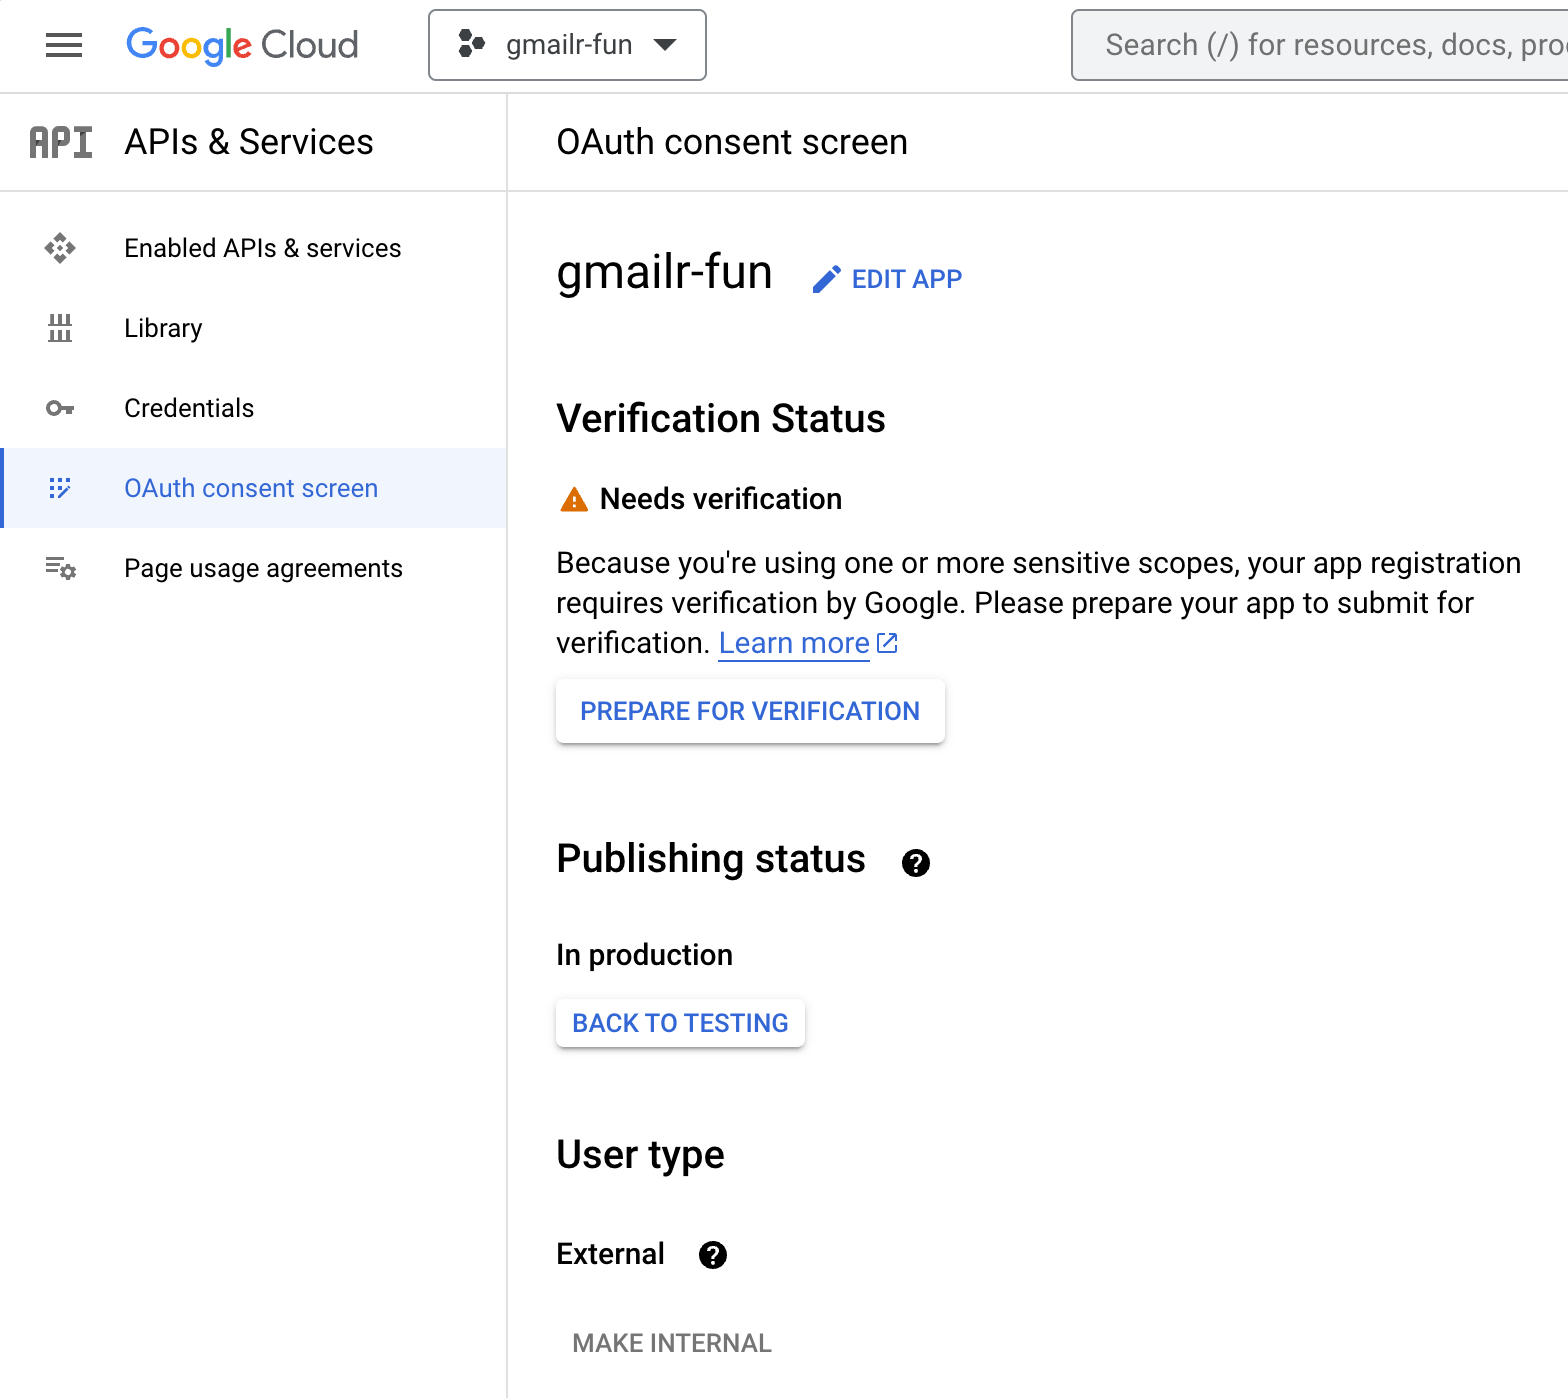 Google Cloud
gmailr-fun
Search (/) for resources, docs, pro
API
APIs & Services
OAuth consent screen
Enabled APIs & services
Library
Credentials
OAuth consent screen
Page usage agreements
gmailr-fun
EDIT APP
Verification Status
Needs verification
Because you're using one or more sensitive scopes, your app registration
requires verification by Google. Please prepare your app to submit for
verification. Learn more
PREPARE FOR VERIFICATION
Publishing status
In production
BACK TO TESTING
User type
External
MAKE INTERNAL